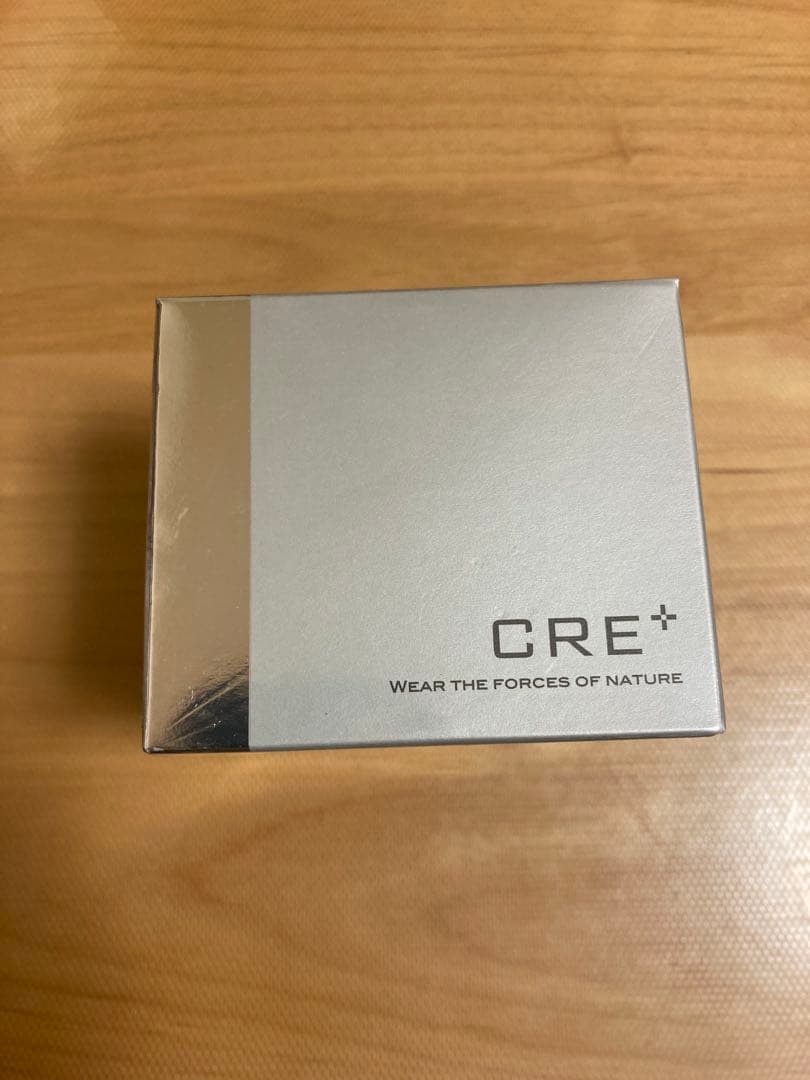 CRE+
WEAR THE FORCES OF NATURE